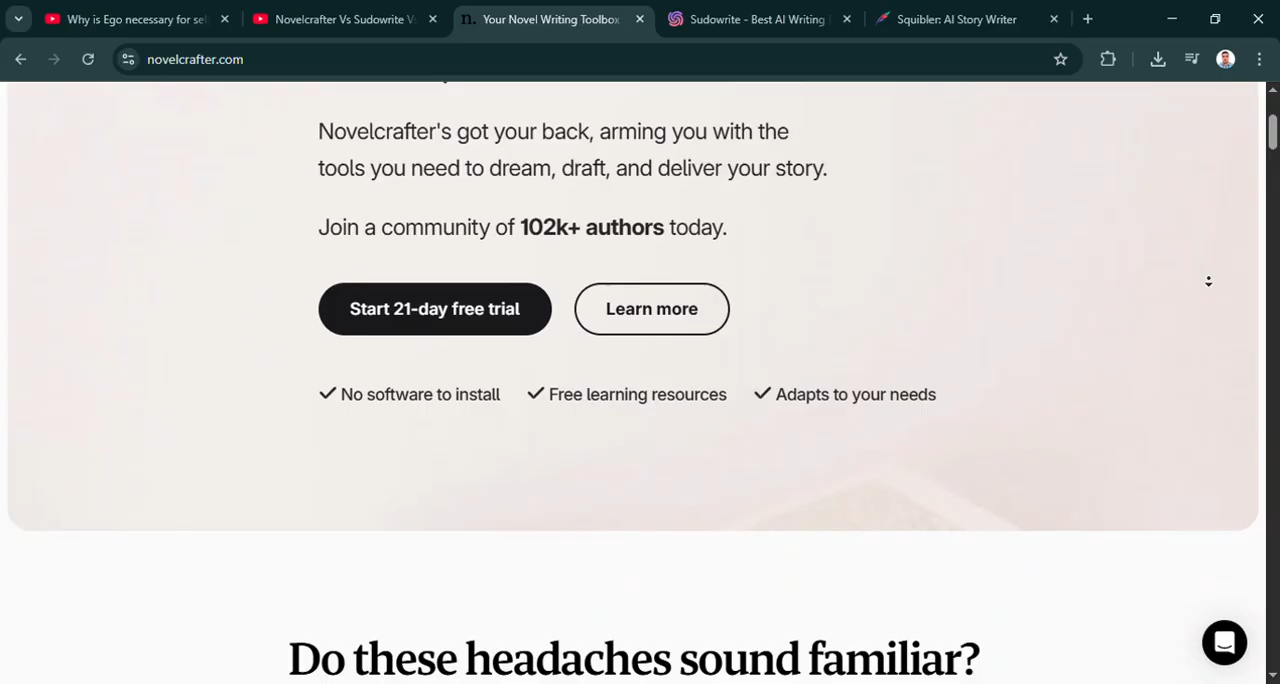 Why is Ego necessary for sel
Novelcrafter Vs Sudowrite V
n. Your Novel Writing Toolbox
Sudowrite - Best AI Writing
Squibler: AI Story Writer
novelcrafter.com
Novelcrafter's got your back, arming you with the
tools you need to dream, draft, and deliver your story.
Join a community of 102k+ authors today.
Start 21-day free trial
Learn more
No software to install
Free learning resources
Adapts to your needs
Do these headaches sound familiar?